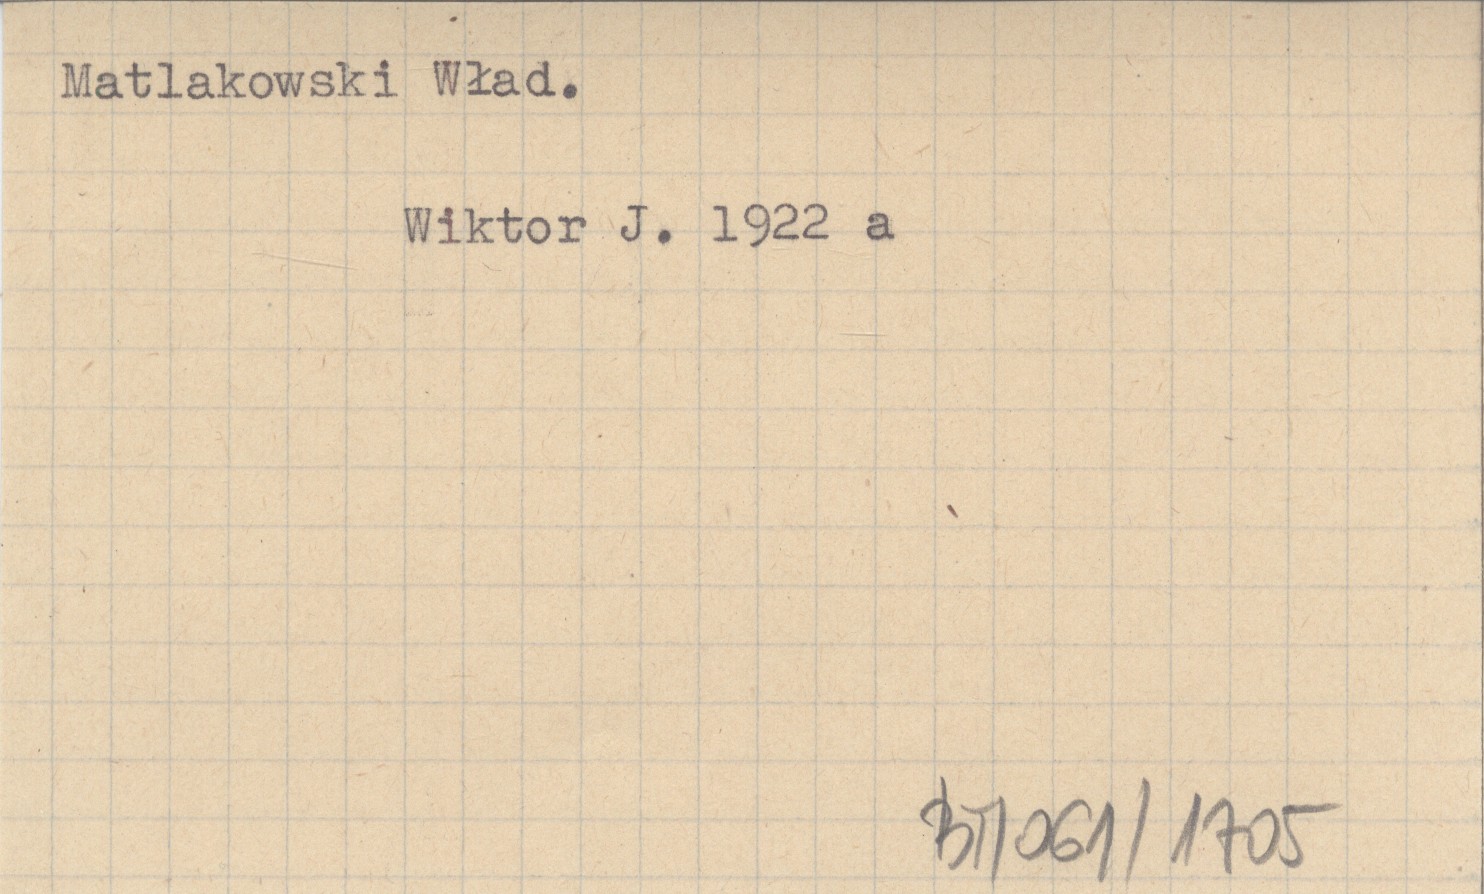 Matlakowski Wład.
Wiktor J. 1922 a
BT/061/1705